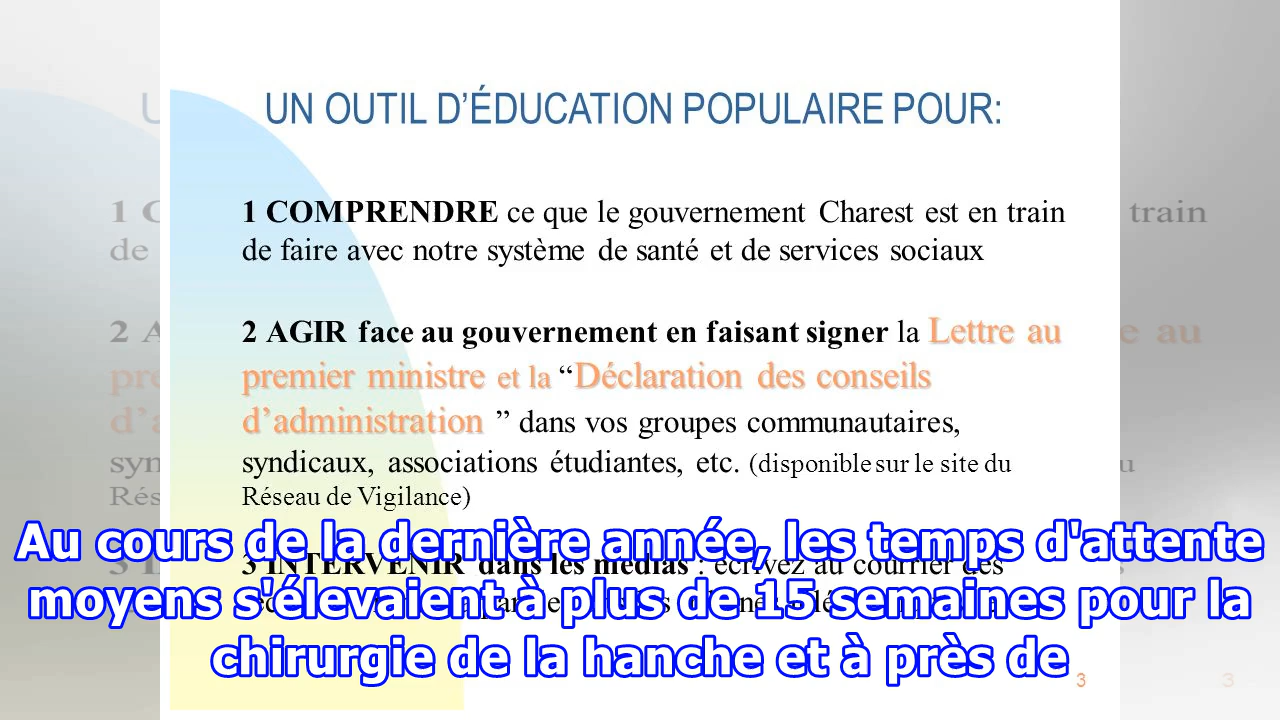 UN OUTIL D’ÉDUCATION POPULAIRE POUR:
1 COMPRENDRE ce que le gouvernement Charest est en train
de faire avec notre système de santé et de services sociaux
2 AGIR face au gouvernement en faisant signer la Lettre au
premier ministre et la “Déclaration des conseils
d’administration ” dans vos groupes communautaires,
syndicaux, associations étudiantes, etc. (disponible sur le site du
Réseau de Vigilance)
3 INTERVENIR dans les médias : écrivez au courrier des
Au cours de la dernière année, les temps d'attente
moyens s'élevaient à plus de 15 semaines pour la
chirurgie de la hanche et à près de
3